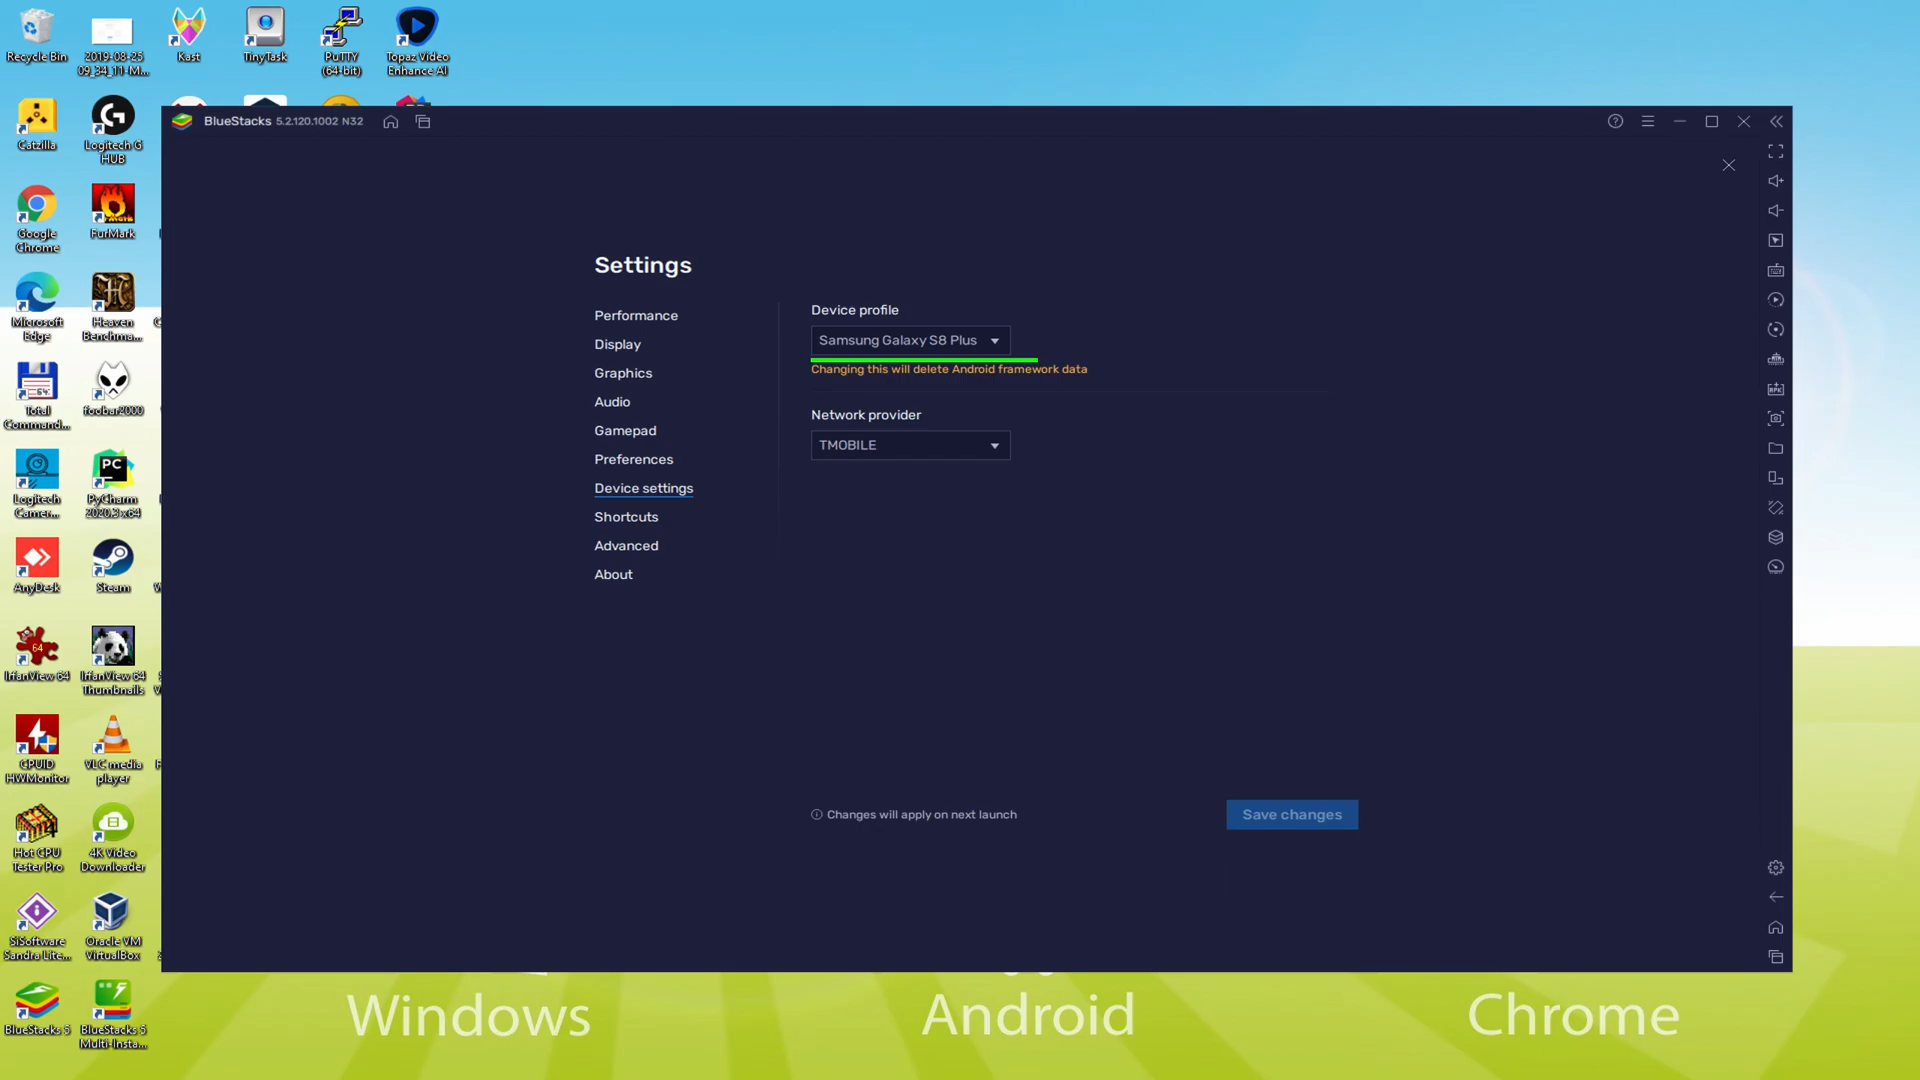 Recycle Bin
2019-08-25
09_34_11-M...
Kast
TinyTask
PuTTY
(64-bit)
Topaz Video
Enhance AI
Catzilla
Logitech G
HUB
Google
Chrome
FurMark
Microsoft
Edge
Heaven
Benchma...
Total
Command...
foobar2000
Logitech
Camer...
PyCharm
2020.3 x64
AnyDesk
Steam
IrfanView 64
IrfanView 64
Thumbnails
CPUID
HWMonitor
VLC media
player
Hot CPU
Tester Pro
4K Video
Downloader
SiSoftware
Sandra Lite...
Oracle VM
VirtualBox
BlueStacks 5
BlueStacks 5
Multi-Insta...
BlueStacks 5.2.120.1002 N32
Settings
Performance
Display
Graphics
Audio
Gamepad
Preferences
Device settings
Shortcuts
Advanced
About
Device profile
Samsung Galaxy S8 Plus
Changing this will delete Android framework data
Network provider
TMOBILE
Changes will apply on next launch
Save changes
Windows
Android
Chrome